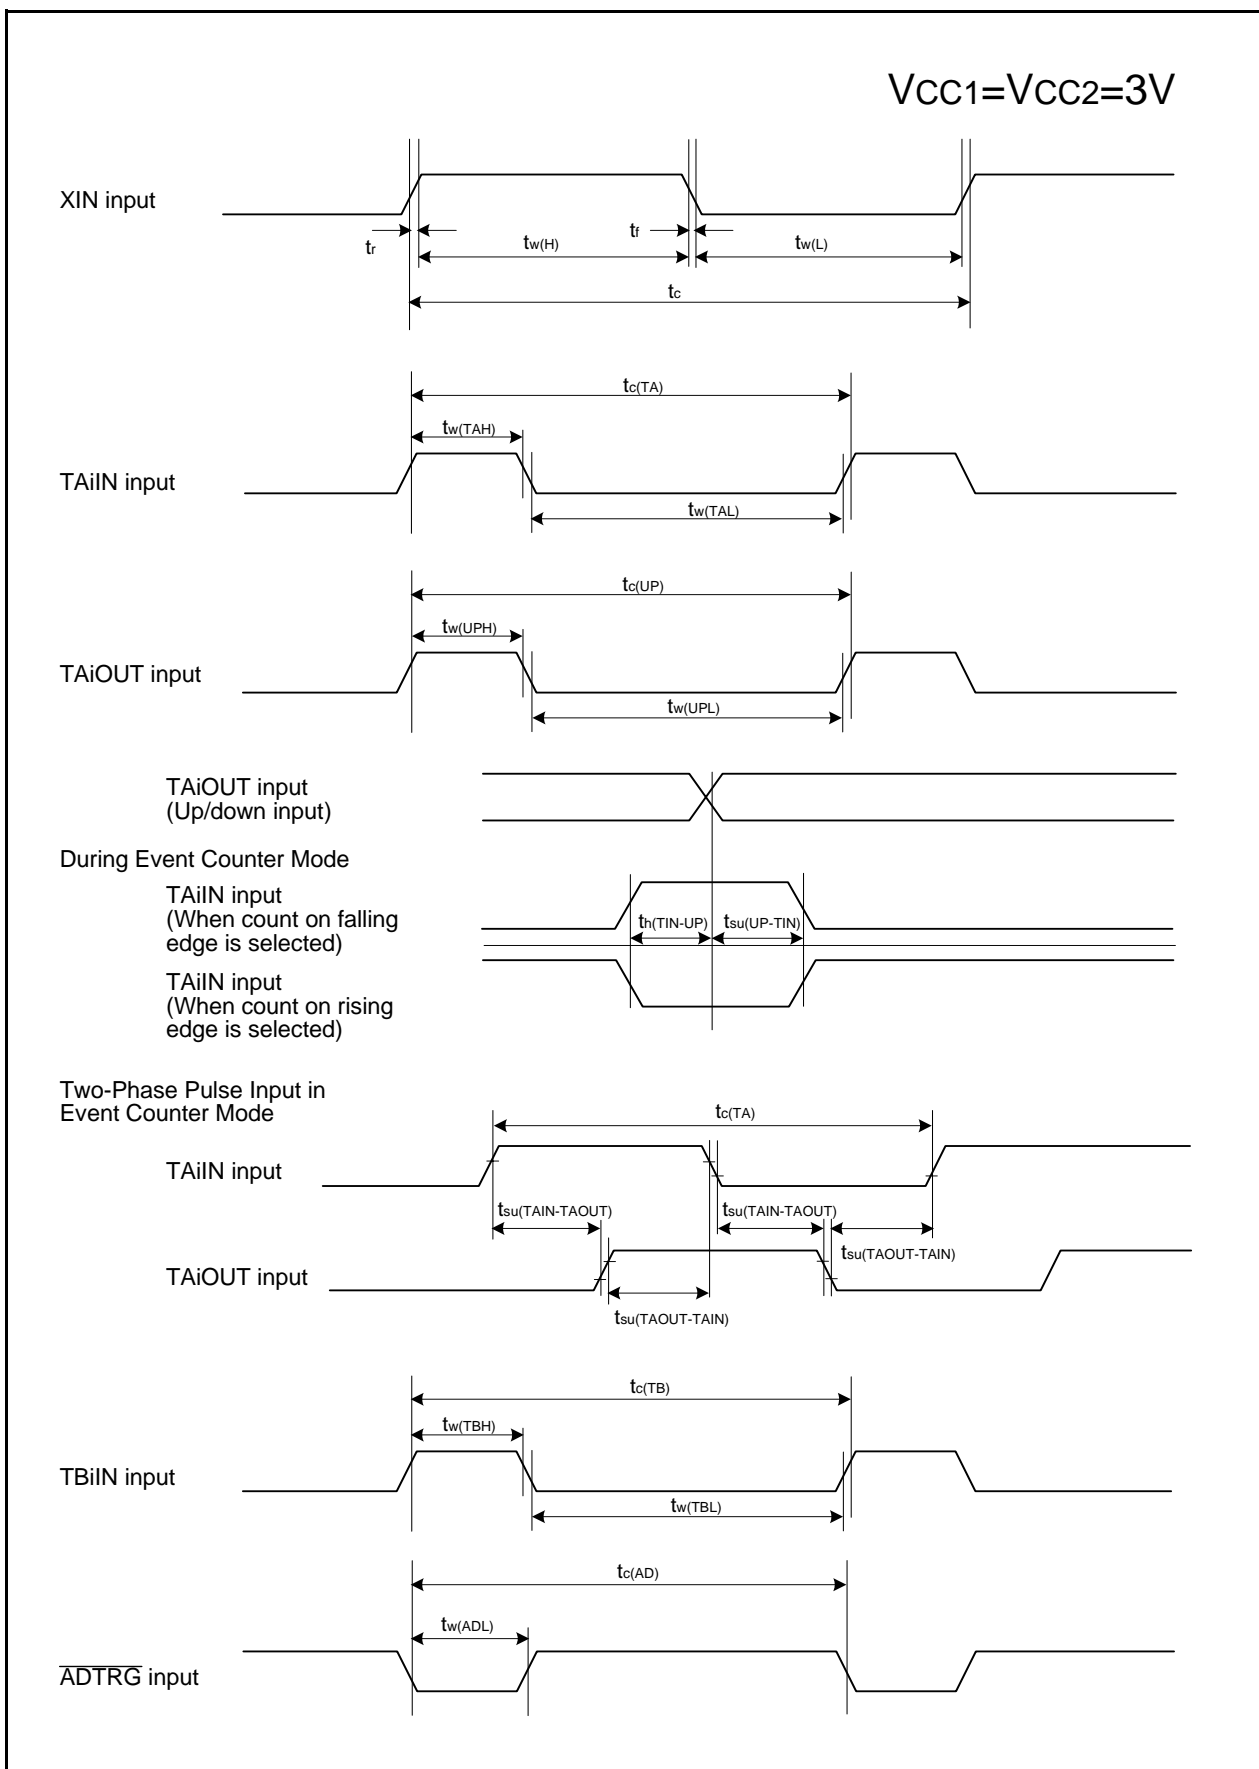 VCC1=VCC2=3V
XIN input
tr
tw(H)
tf
tw(L)
tc
tc(TA)
tw(TAH)
TAiIN input
tw(TAL)
tc(UP)
tw(UPH)
TAiOUT input
tw(UPL)
TAiOUT input
(Up/down input)
During Event Counter Mode
TAiIN input
(When count on falling
edge is selected)
th(TIN-UP)
tsu(UP-TIN)
TAiIN input
(When count on rising
edge is selected)
Two-Phase Pulse Input in
Event Counter Mode
tc(TA)
TAiIN input
tsu(TAIN-TAOUT)
tsu(TAIN-TAOUT)
tsu(TAOUT-TAIN)
TAiOUT input
tsu(TAOUT-TAIN)
tc(TB)
tw(TBH)
TBiIN input
tw(TBL)
tc(AD)
tw(ADL)
ADTRG input